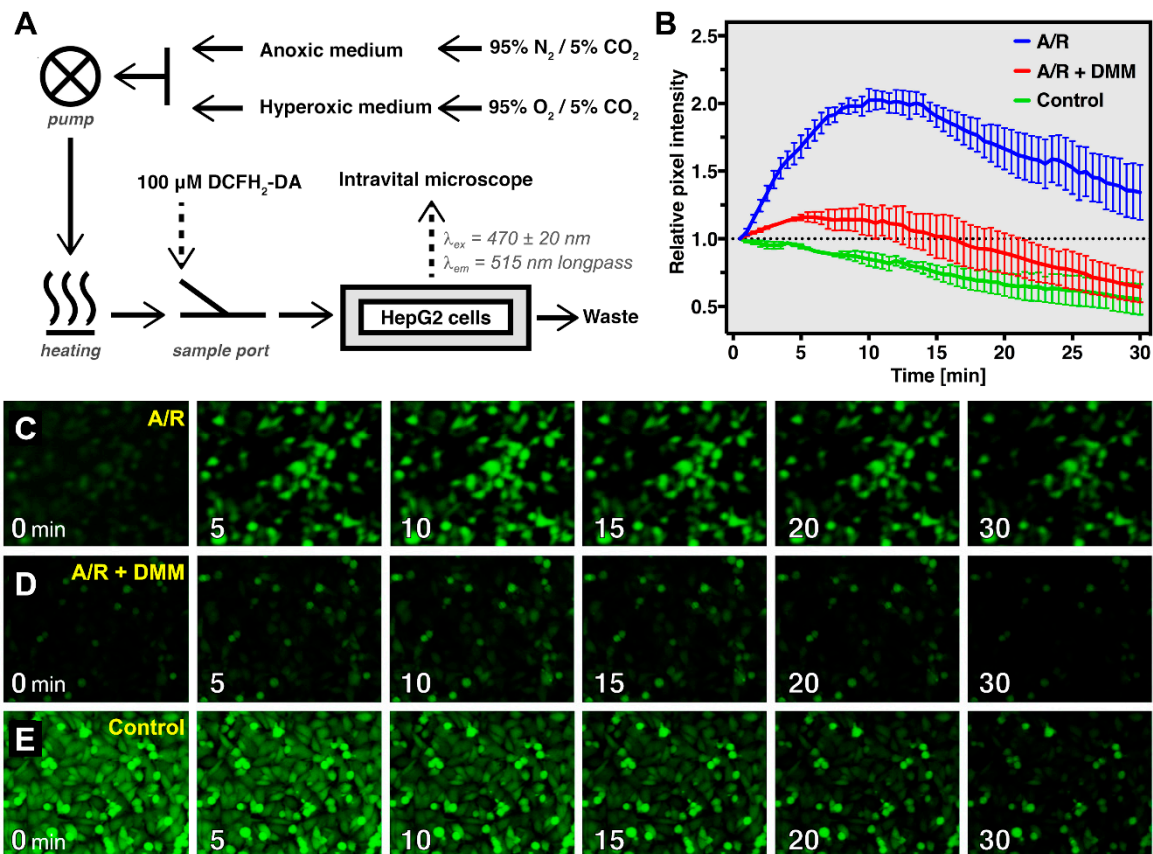 A
Anoxic medium
95% N₂ / 5% CO₂
Hyperoxic medium
95% O₂ / 5% CO₂
pump
100 µM DCFH₂-DA
Intravital microscope
λex = 470 ± 20 nm
λem = 515 nm longpass
heating
sample port
HepG2 cells
Waste
B
Relative pixel intensity
2.5
2.0
1.5
1.0
0.5
A/R
A/R + DMM
Control
0 5 10 15 20 25 30
Time [min]
C
A/R
0 min 5 10 15 20 30
D
A/R + DMM
0 min 5 10 15 20 30
E
Control
0 min 5 10 15 20 30